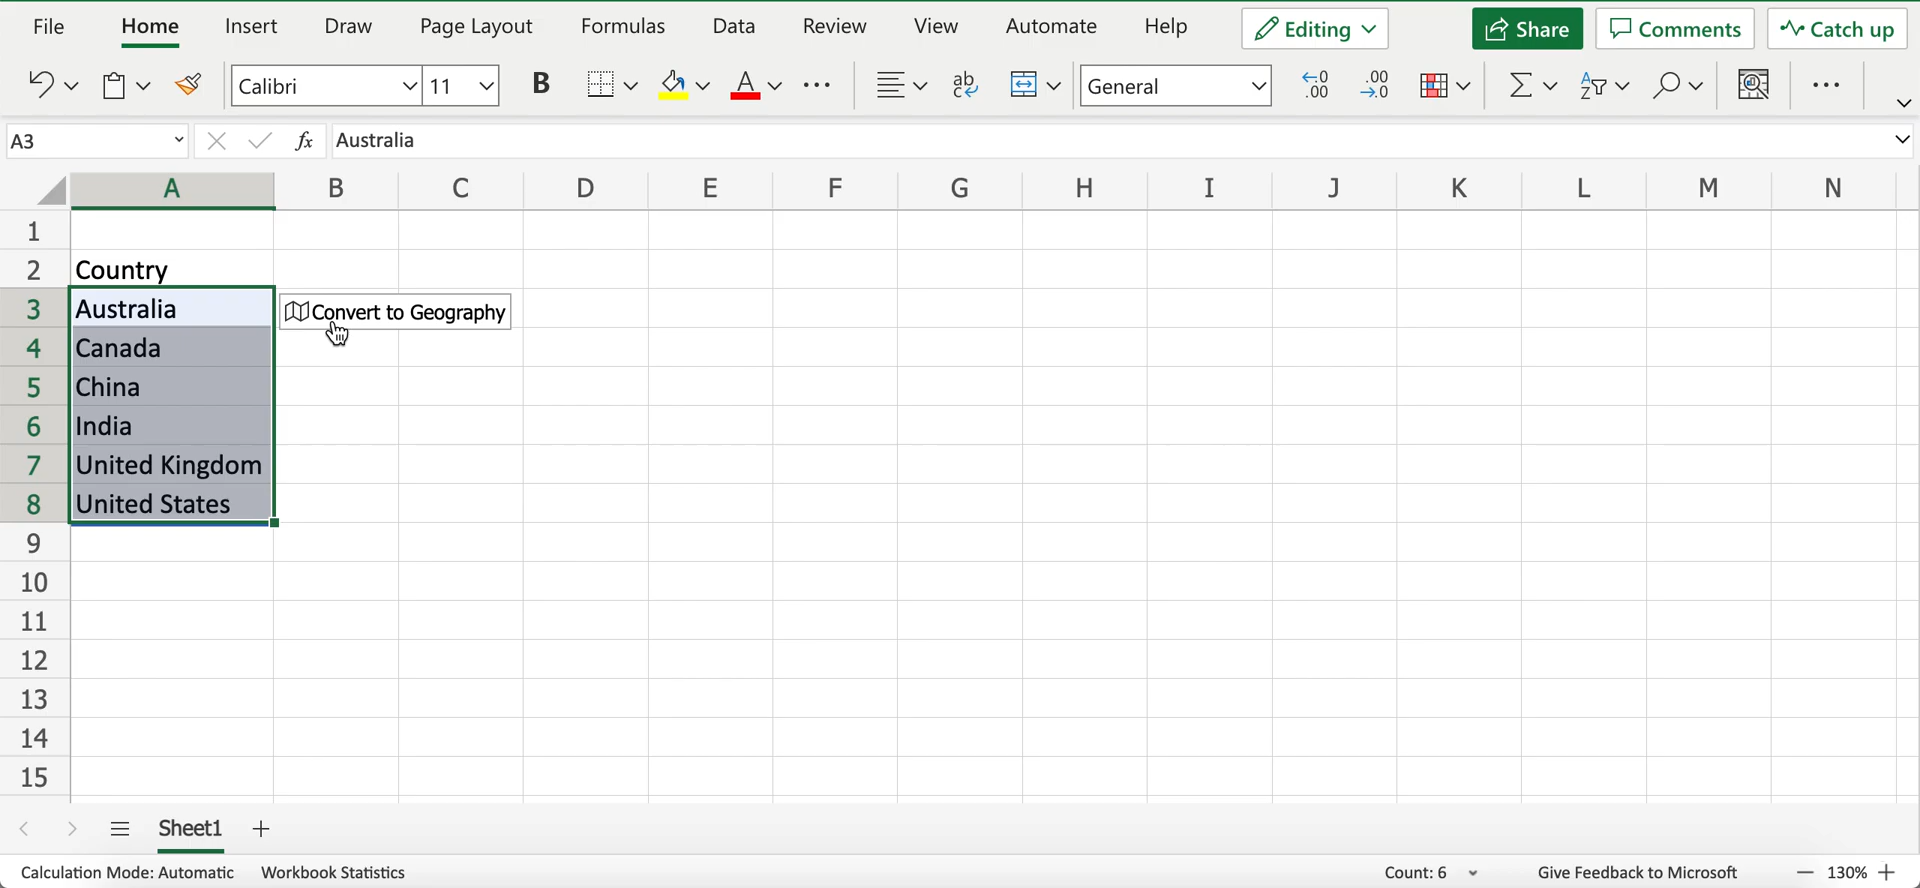 File Home Insert Draw Page Layout Formulas Data Review View Automate Help Editing Share Comments Catch up
Calibri 11 B A ab General .00 .00
A3 fx Australia
A B C D E F G H I J K L M N
1
2 Country
3 Australia Convert to Geography
4 Canada
5 China
6 India
7 United Kingdom
8 United States
9
10
11
12
13
14
15
Sheet1
Calculation Mode: Automatic Workbook Statistics Count: 6 Give Feedback to Microsoft 130%